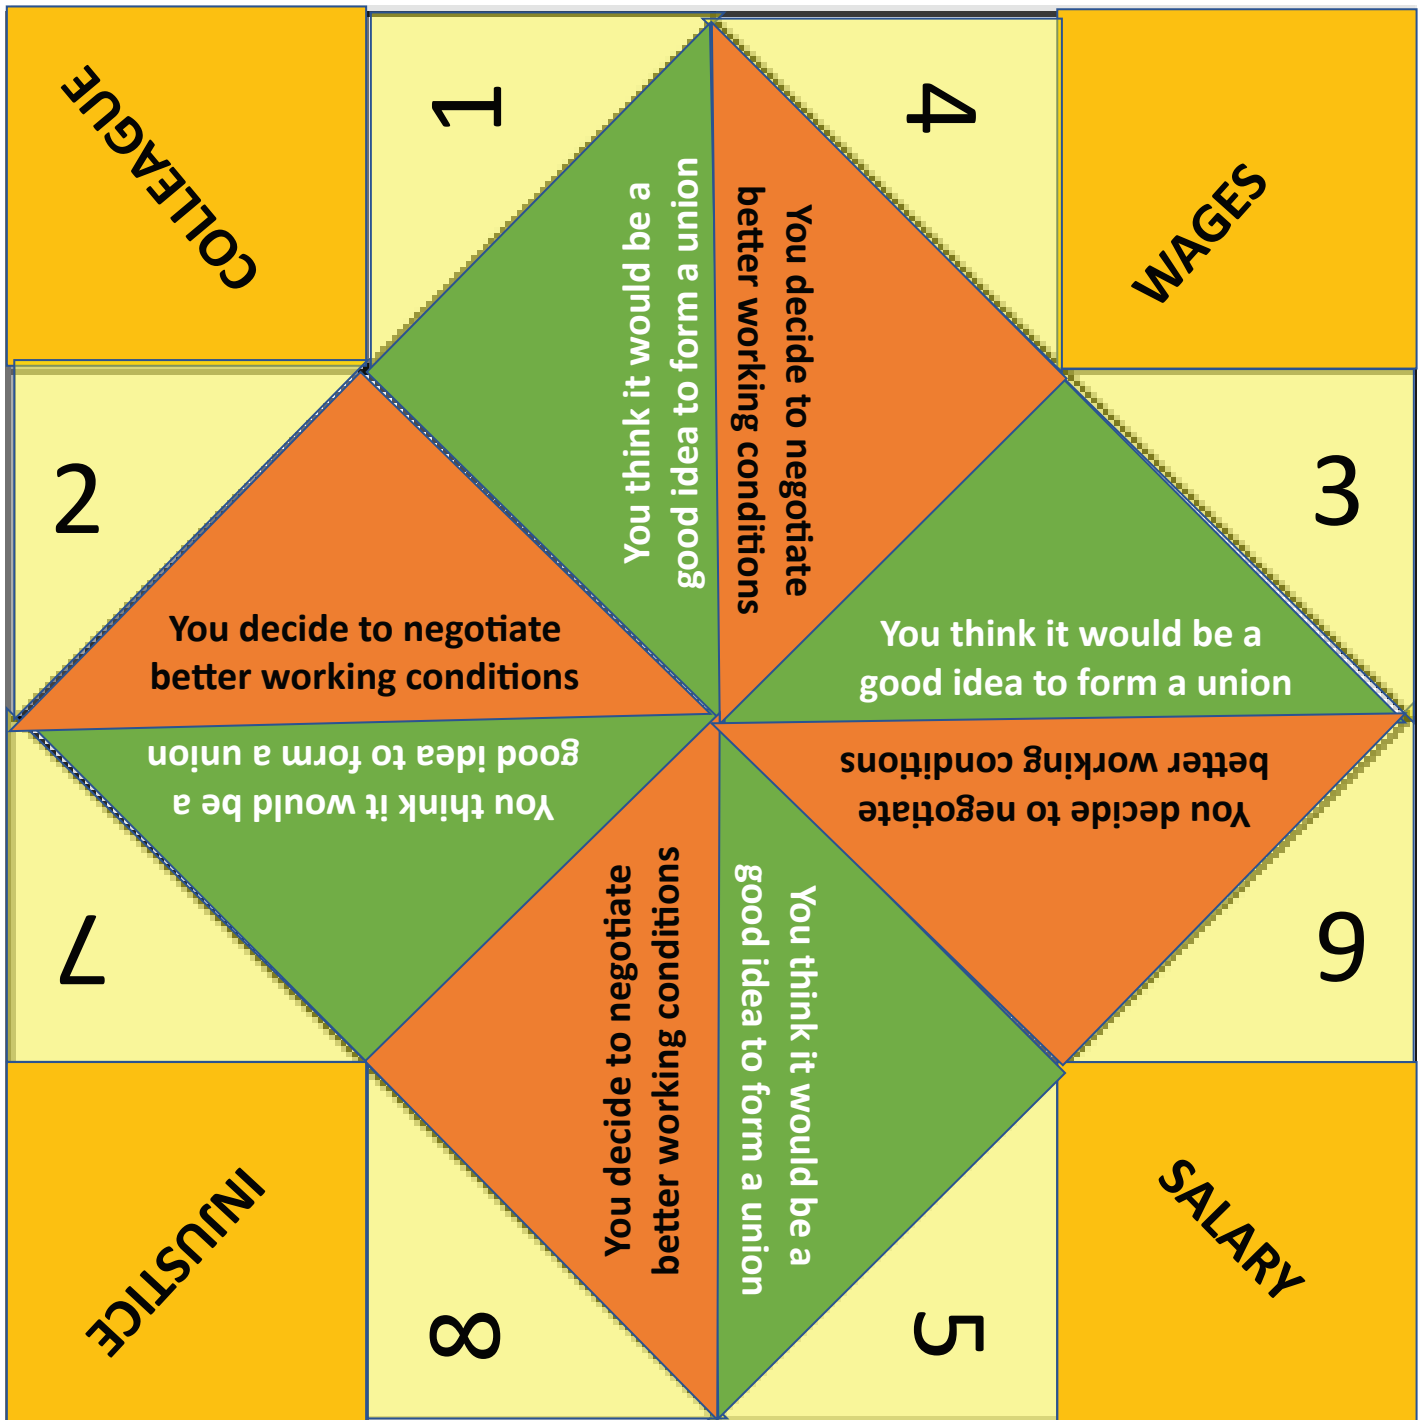 COLLEAGUE
1
4
WAGES
You think it would be a
good idea to form a union
You decide to negotiate
better working conditions
2
3
You decide to negotiate
better working conditions
You think it would be a
good idea to form a union
You think it would be a
good idea to form a union
You decide to negotiate
better working conditions
7
6
You decide to negotiate
better working conditions
You think it would be a
good idea to form a union
INJUSTICE
8
5
SALARY